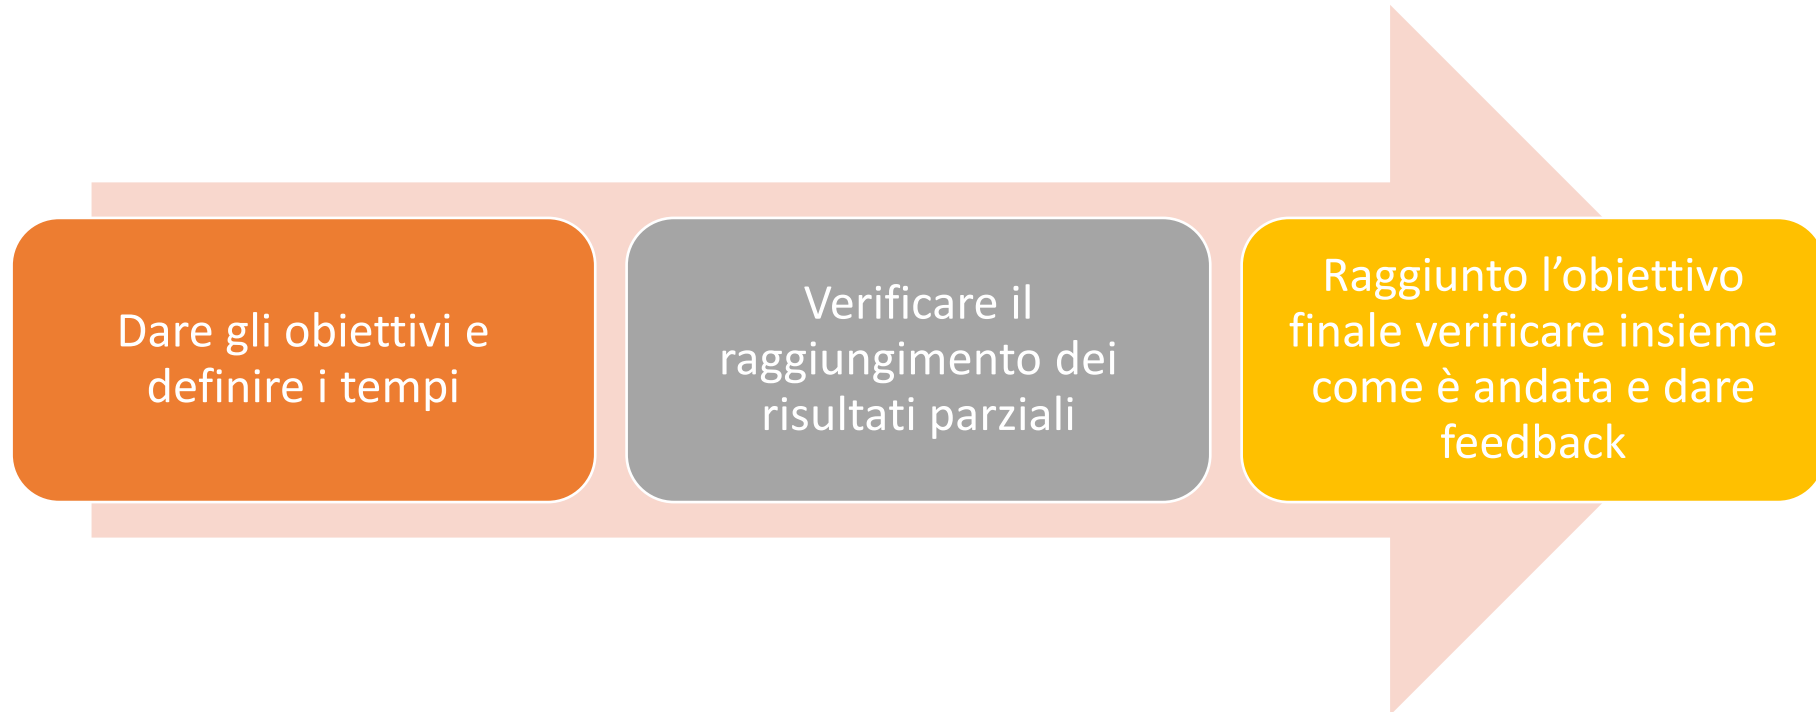 Dare gli obiettivi e
definire i tempi
Verificare il
raggiungimento dei
risultati parziali
Raggiunto l’obiettivo
finale verificare insieme
come è andata e dare
feedback